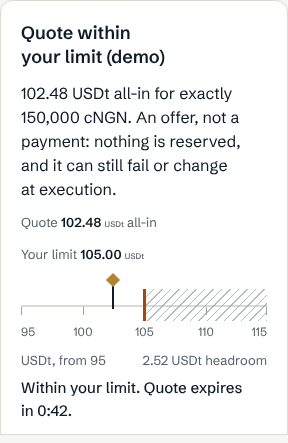 Quote within
your limit (demo)
102.48 USDt all-in for exactly
150,000 cNGN. An offer, not a
payment: nothing is reserved,
and it can still fail or change
at execution.
Quote 102.48 USDt all-in
Your limit 105.00 USDt
95 100 105 110 115
USDt, from 95 2.52 USDt headroom
Within your limit. Quote expires
in 0:42.